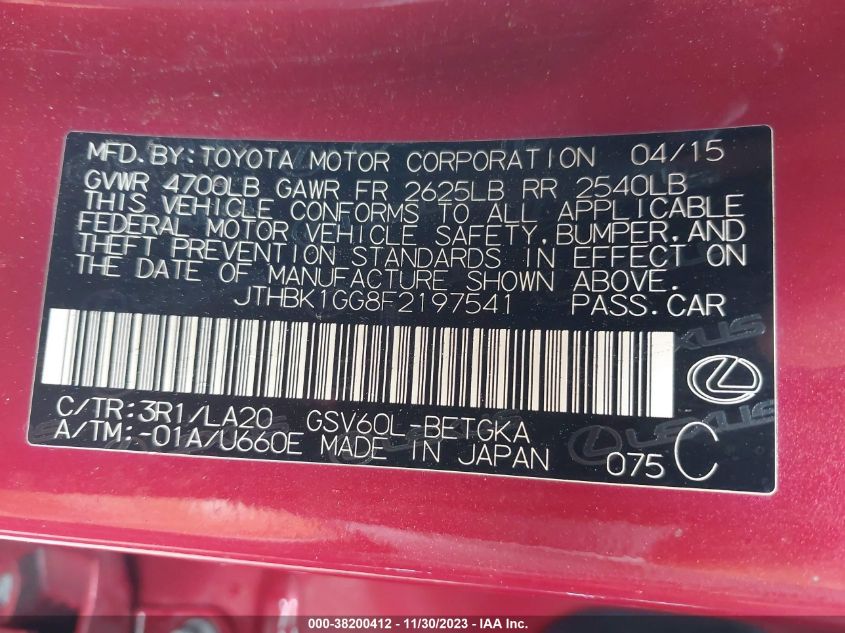 MFD.BY:TOYOTA MOTOR CORPORATION 04/15
GVWR 4700LB GAWR FR 2625LB RR 2540LB
THIS VEHICLE CONFORMS TO ALL APPLICABLE
FEDERAL MOTOR VEHICLE SAFETY,BUMPER,AND
THEFT PREVENTION STANDARDS IN EFFECT ON
THE DATE OF MANUFACTURE SHOWN ABOVE.
JTHBK1GG8F2197541 PASS.CAR
C/TR:3R1/LA20 GSV60L-BETGKA
A/TM:-01A/U660E MADE IN JAPAN
075 C
LEXUS
000-38200412 - 11/30/2023 - IAA, Inc.